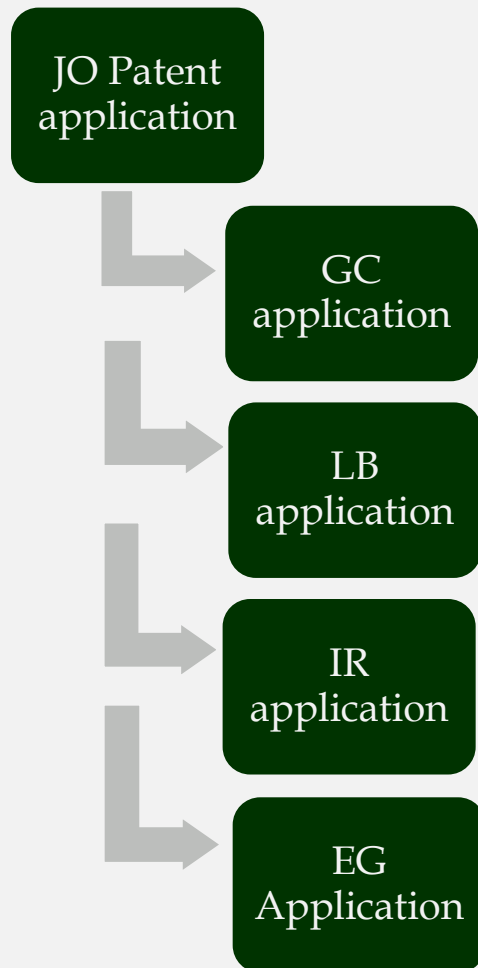 JO Patent
application
GC
application
LB
application
IR
application
EG
Application